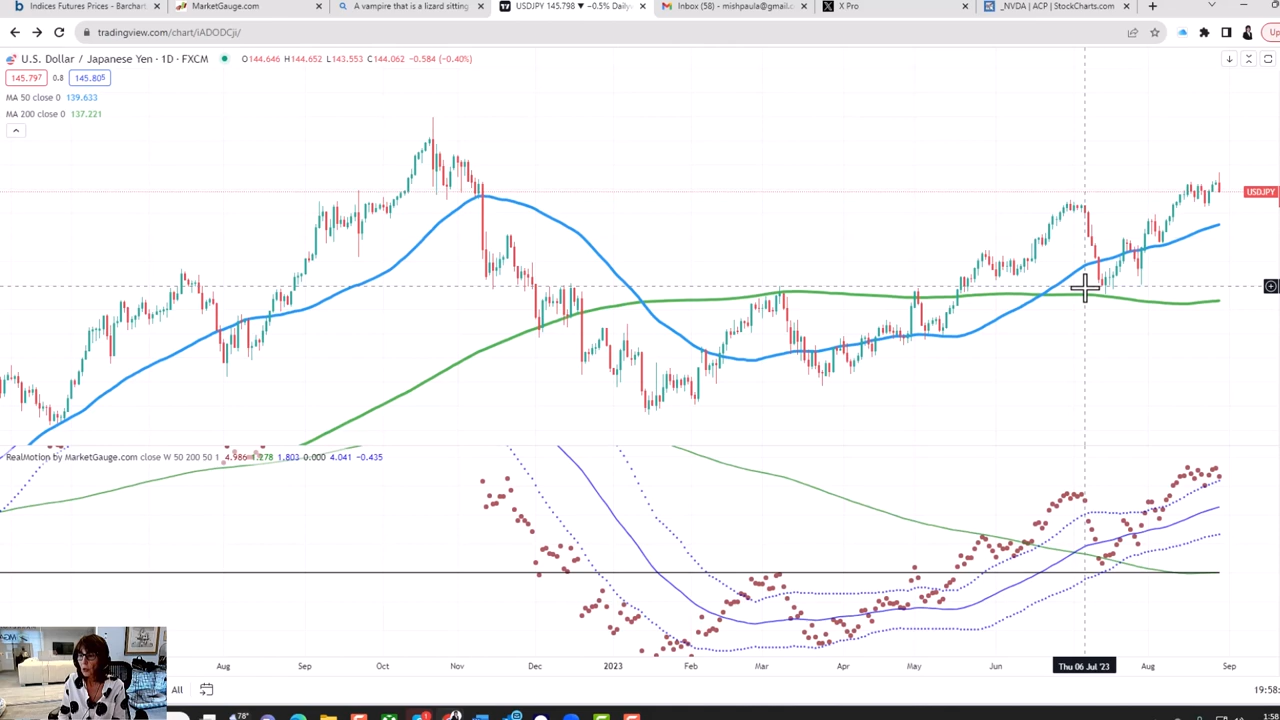 Indices Futures Prices - Barchart
MarketGauge.com
A vampire that is a lizard sitting
USDJPY 145.798 ▼ −0.5% Daily
Inbox (58) - mishpaula@gmail.c
X Pro
_NVDA | ACP | StockCharts.com
tradingview.com/chart/iADODCji/
Up
U.S. Dollar / Japanese Yen · 1D · FXCM
O144.646 H144.652 L143.553 C144.062 −0.584 (−0.40%)
145.797 0.8 145.805
MA 50 close 0 139.633
MA 200 close 0 137.221
USDJPY
RealMotion by MarketGauge.com close W 50 200 50 1 4.986 1.278 1.803 0.000 4.041 −0.435
Aug Sep Oct Nov Dec 2023 Feb Mar Apr May Jun Thu 06 Jul '23 Aug Sep
All
19:58:
78°
1:58